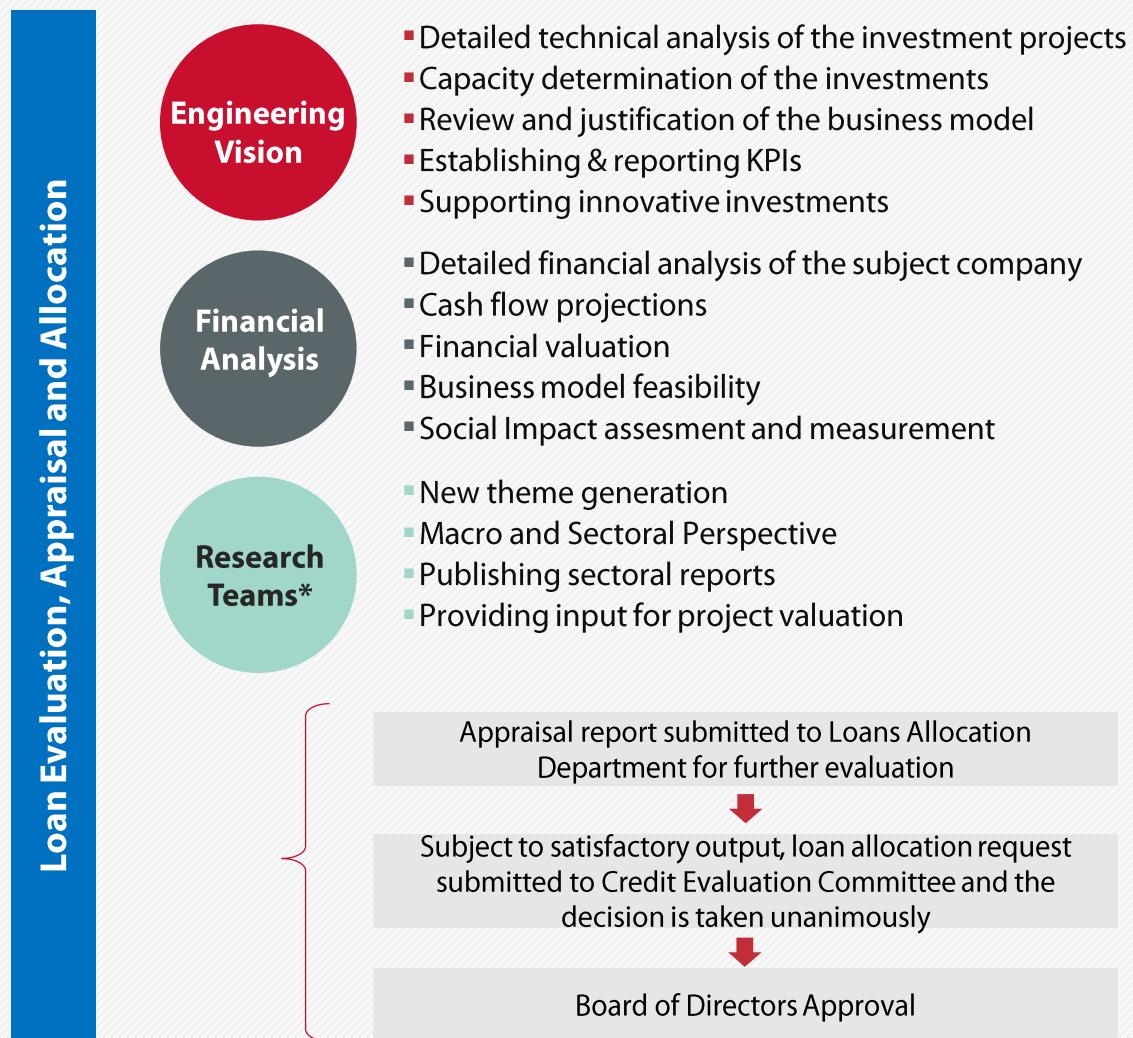 Loan Evaluation, Appraisal and Allocation
Engineering
Vision
▪Detailed technical analysis of the investment projects
▪Capacity determination of the investments
▪Review and justification of the business model
▪Establishing & reporting KPIs
▪Supporting innovative investments
Financial
Analysis
▪Detailed financial analysis of the subject company
▪Cash flow projections
▪Financial valuation
▪Business model feasibility
▪Social Impact assesment and measurement
Research
Teams*
▪New theme generation
▪Macro and Sectoral Perspective
▪Publishing sectoral reports
▪Providing input for project valuation
Appraisal report submitted to Loans Allocation
Department for further evaluation
Subject to satisfactory output, loan allocation request
submitted to Credit Evaluation Committee and the
decision is taken unanimously
Board of Directors Approval